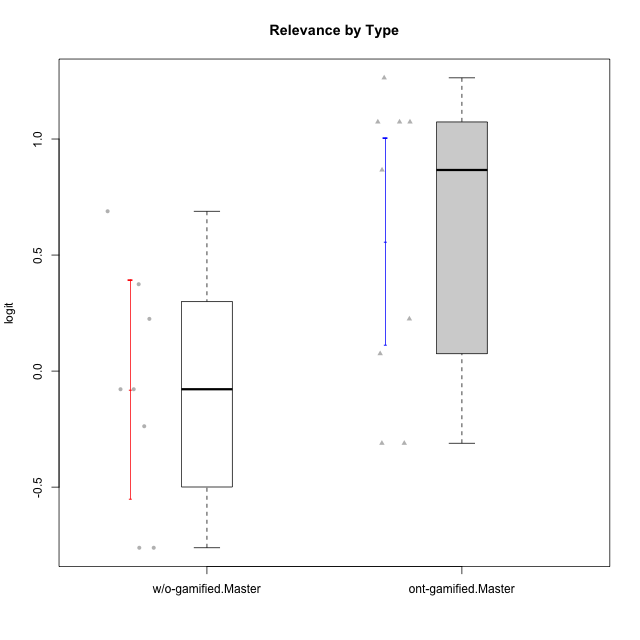 Relevance by Type
logit
1.0
0.5
0.0
-0.5
w/o-gamified.Master
ont-gamified.Master